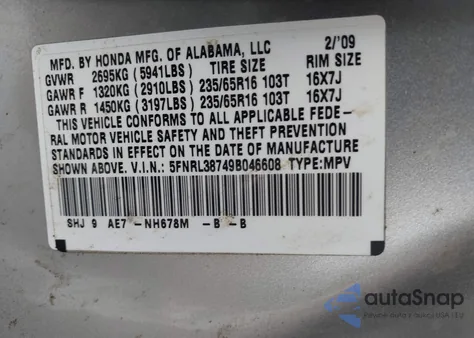 MFD. BY HONDA MFG. OF ALABAMA, LLC 2/'09
GVWR 2695KG (5941LBS) TIRE SIZE RIM SIZE
GAWR F 1320KG (2910LBS) 235/65R16 103T 16X7J
GAWR R 1450KG (3197LBS) 235/65R16 103T 16X7J
THIS VEHICLE CONFORMS TO ALL APPLICABLE FEDE-
RAL MOTOR VEHICLE SAFETY AND THEFT PREVENTION
STANDARDS IN EFFECT ON THE DATE OF MANUFACTURE
SHOWN ABOVE. V.I.N.: 5FNRL38749B046608 TYPE:MPV
SHJ 9 AE7 -NH678M -B -B
autoSnap